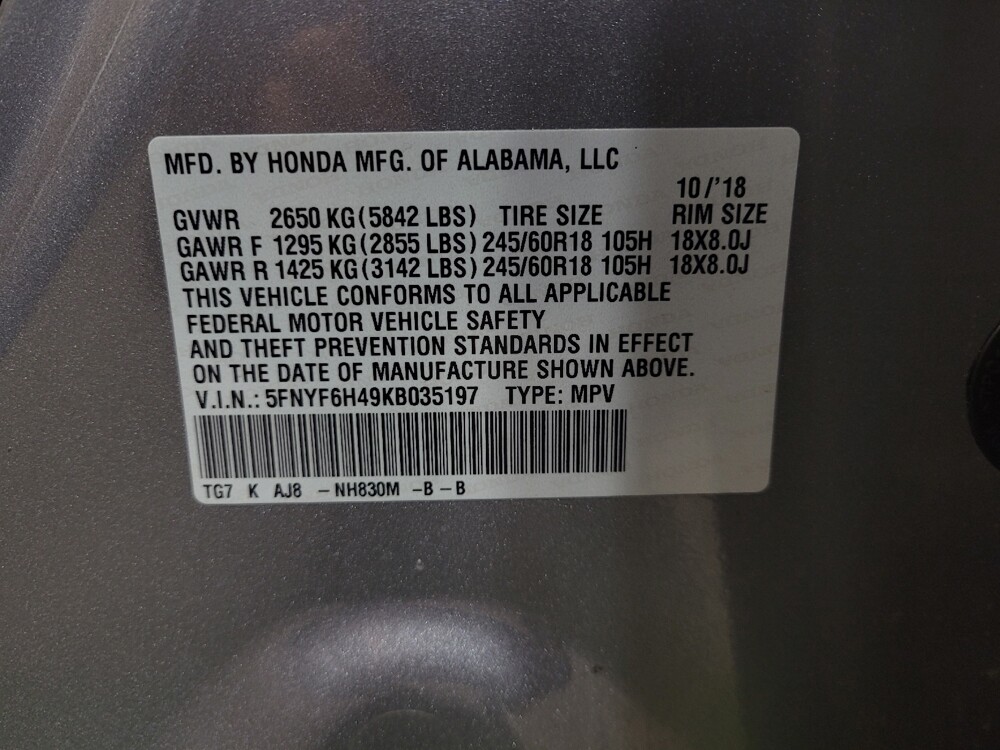 MFD. BY HONDA MFG. OF ALABAMA, LLC
10/'18
GVWR 2650 KG (5842 LBS) TIRE SIZE RIM SIZE
GAWR F 1295 KG (2855 LBS) 245/60R18 105H 18X8.0J
GAWR R 1425 KG (3142 LBS) 245/60R18 105H 18X8.0J
THIS VEHICLE CONFORMS TO ALL APPLICABLE
FEDERAL MOTOR VEHICLE SAFETY
AND THEFT PREVENTION STANDARDS IN EFFECT
ON THE DATE OF MANUFACTURE SHOWN ABOVE.
V.I.N.: 5FNYF6H49KB035197 TYPE: MPV
TG7 K AJ8 -NH830M -B-B